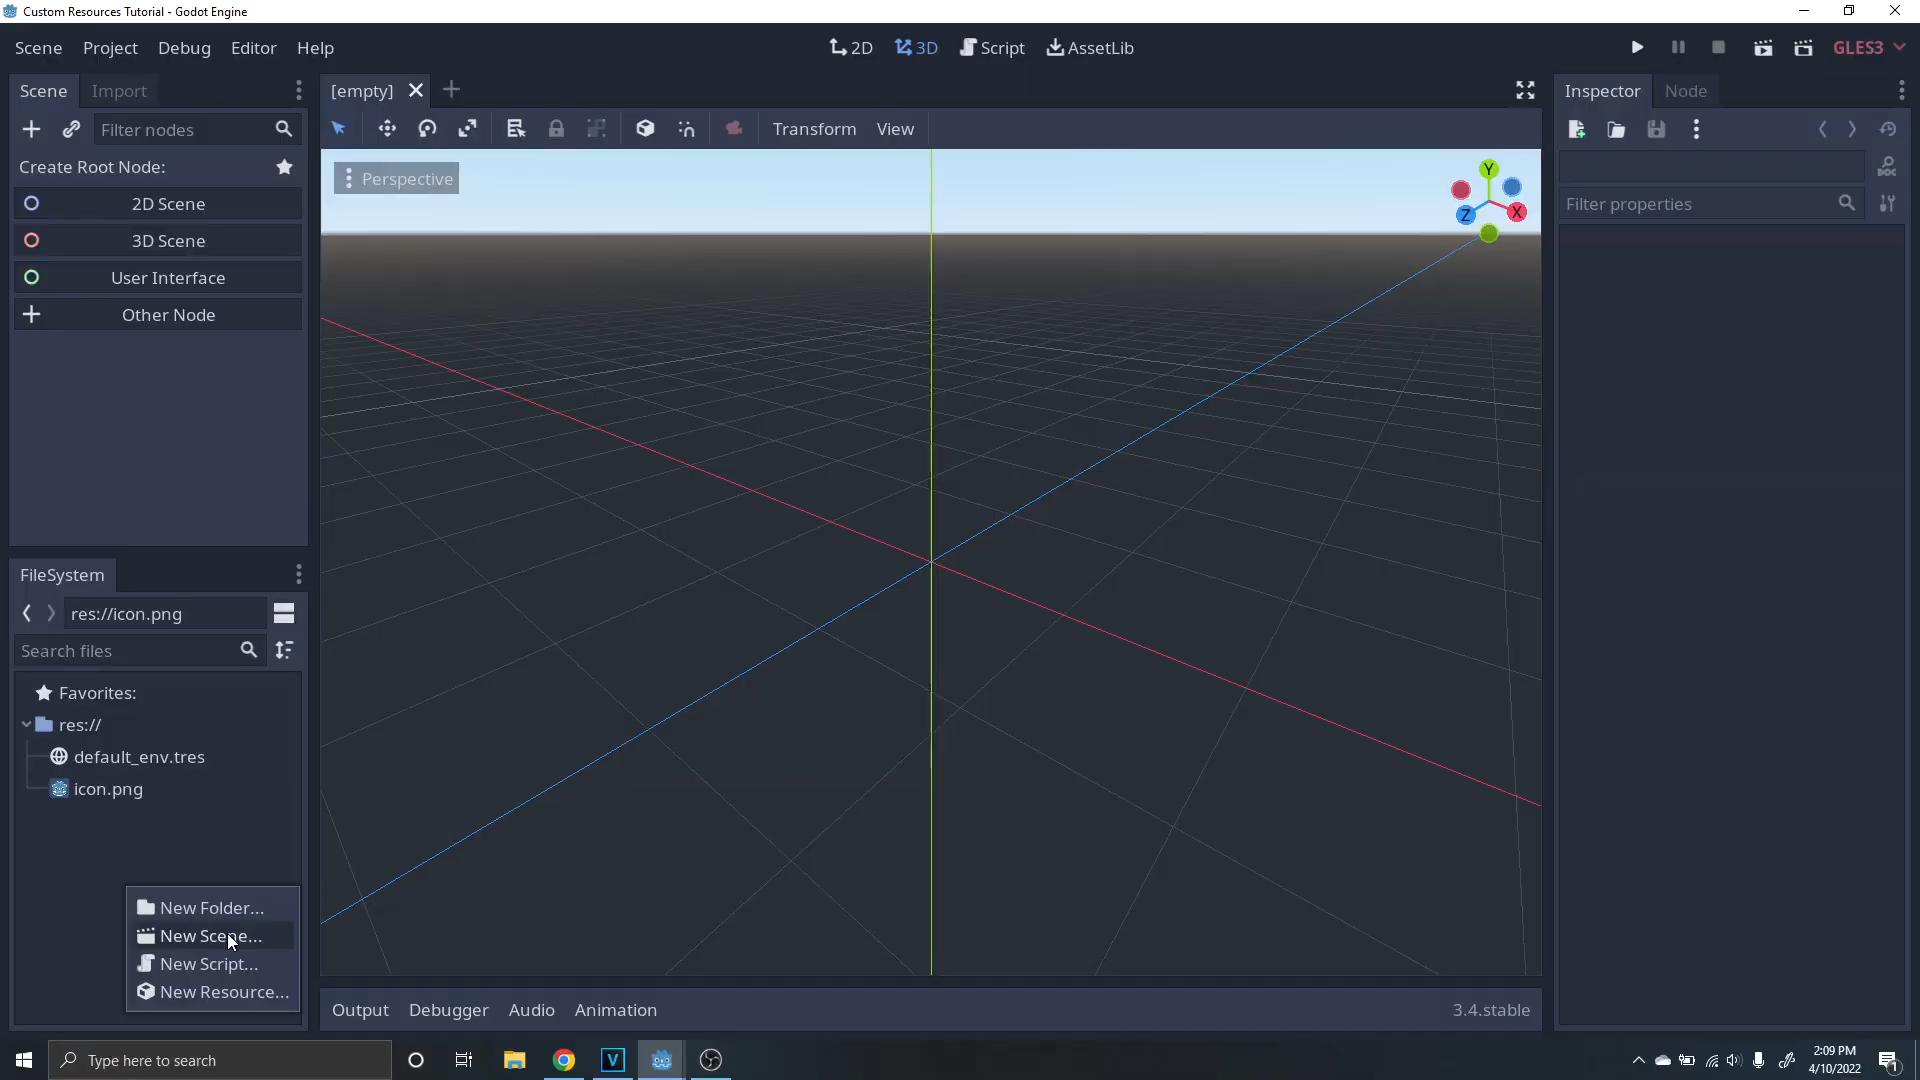 Custom Resources Tutorial - Godot Engine
Scene Project Debug Editor Help
2D 3D Script AssetLib
GLES3
Scene Import
[empty]
Inspector Node
Filter nodes
Transform View
Create Root Node:
Perspective
Y
Z X
DOC
2D Scene
Filter properties
3D Scene
User Interface
Other Node
FileSystem
res://icon.png
Search files
Favorites:
res://
default_env.tres
icon.png
New Folder...
New Scene...
New Script...
New Resource...
Output Debugger Audio Animation
3.4.stable
Type here to search
V
2:09 PM
4/10/2022
1